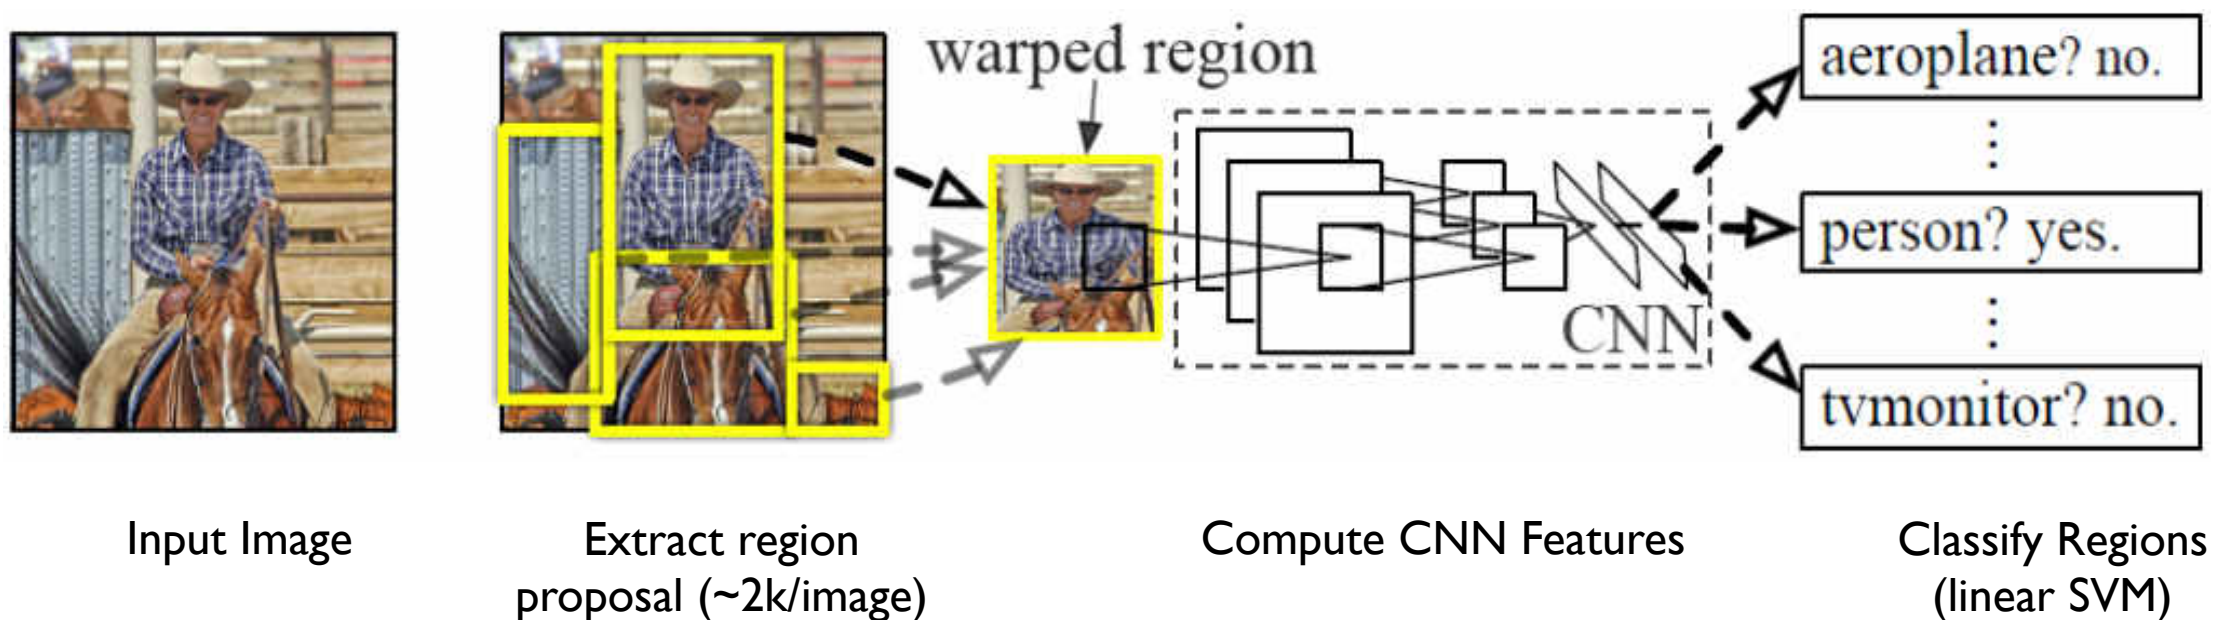 warped region
aeroplane? no.
⋮
person? yes.
⋮
tvmonitor? no.
CNN
Input Image
Extract region
proposal (~2k/image)
Compute CNN Features
Classify Regions
(linear SVM)